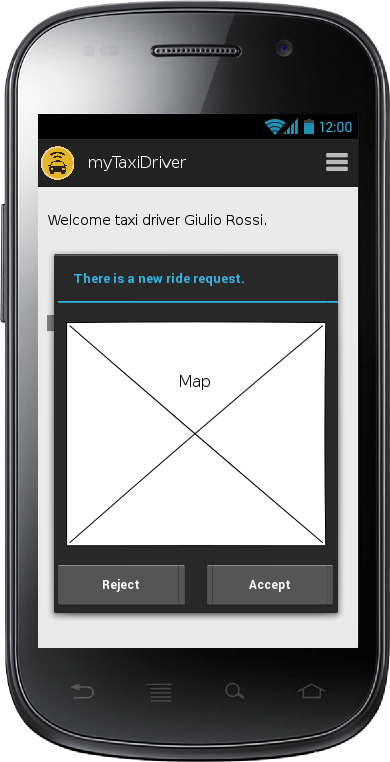 12:00
myTaxiDriver
Welcome taxi driver Giulio Rossi.
There is a new ride request.
Map
Reject
Accept